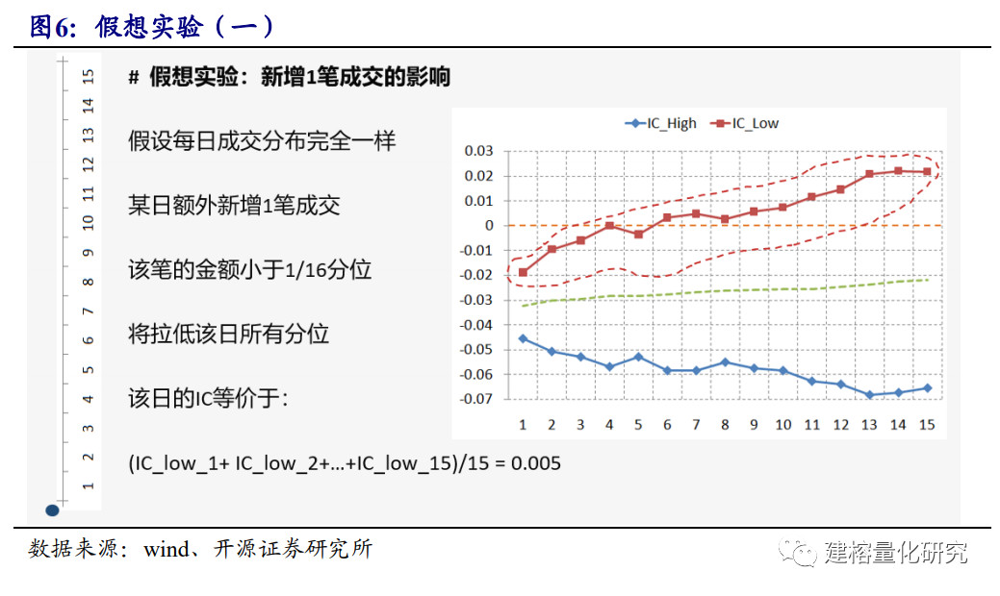 图6：假想实验（一）
15
14
13
12
11
10
9
8
7
6
5
4
3
2
1
# 假想实验：新增1笔成交的影响
假设每日成交分布完全一样
某日额外新增1笔成交
该笔的金额小于1/16分位
将拉低该日所有分位
该日的IC等价于：
(IC_low_1+ IC_low_2+...+IC_low_15)/15 = 0.005
IC_High IC_Low
0.03
0.02
0.01
0
-0.01
-0.02
-0.03
-0.04
-0.05
-0.06
-0.07
1 2 3 4 5 6 7 8 9 10 11 12 13 14 15
数据来源：wind、开源证券研究所
建榕量化研究